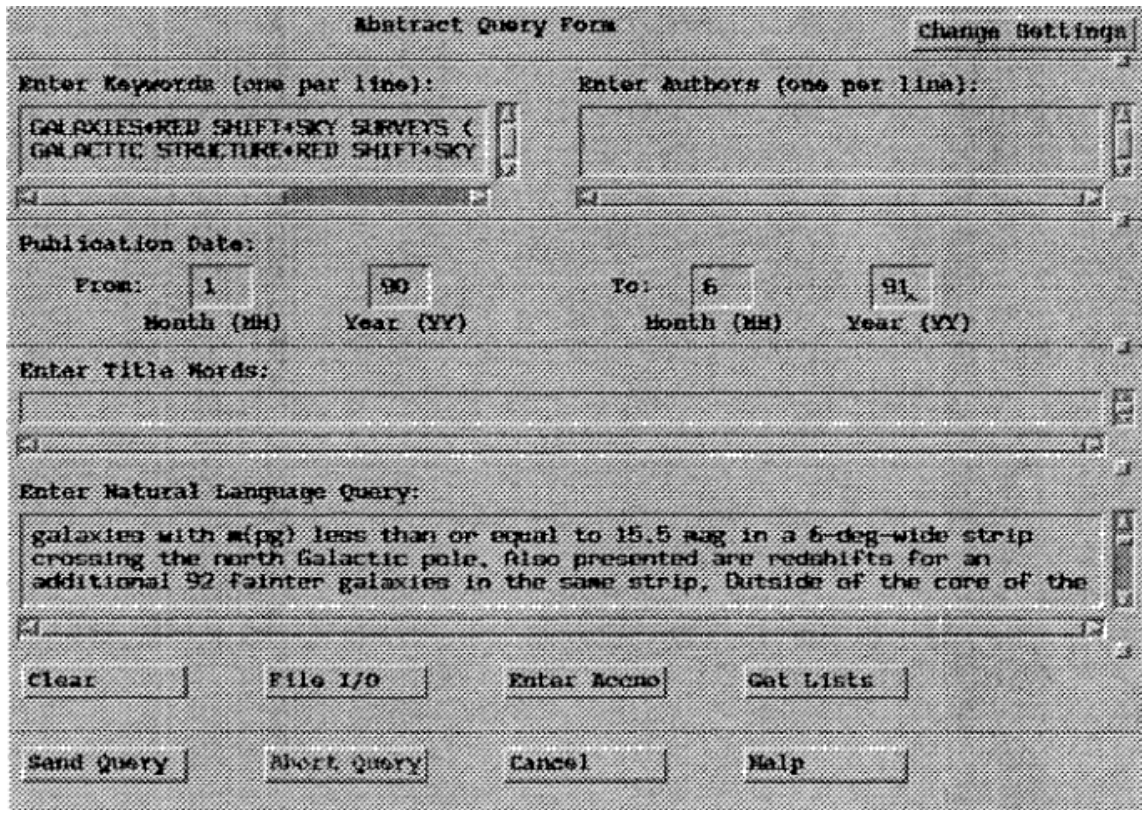 Abstract Query Form
Change Settings
Enter Keywords (one per line):
Enter Authors (one per line):
GALAXIES+RED SHIFT+SKY SURVEYS (
GALACTIC STRUCTURE+RED SHIFT+SKY
Publication Date:
From: 1 90 To: 6 91
Month (MM) Year (YY) Month (MM) Year (YY)
Enter Title Words:
Enter Natural Language Query:
galaxies with m(pg) less than or equal to 15.5 mag in a 6-deg-wide strip
crossing the north Galactic pole. Also presented are redshifts for an
additional 92 fainter galaxies in the same strip. Outside of the core of the
Clear File I/O Enter Accno Get Lists
Send Query Abort Query Cancel Help